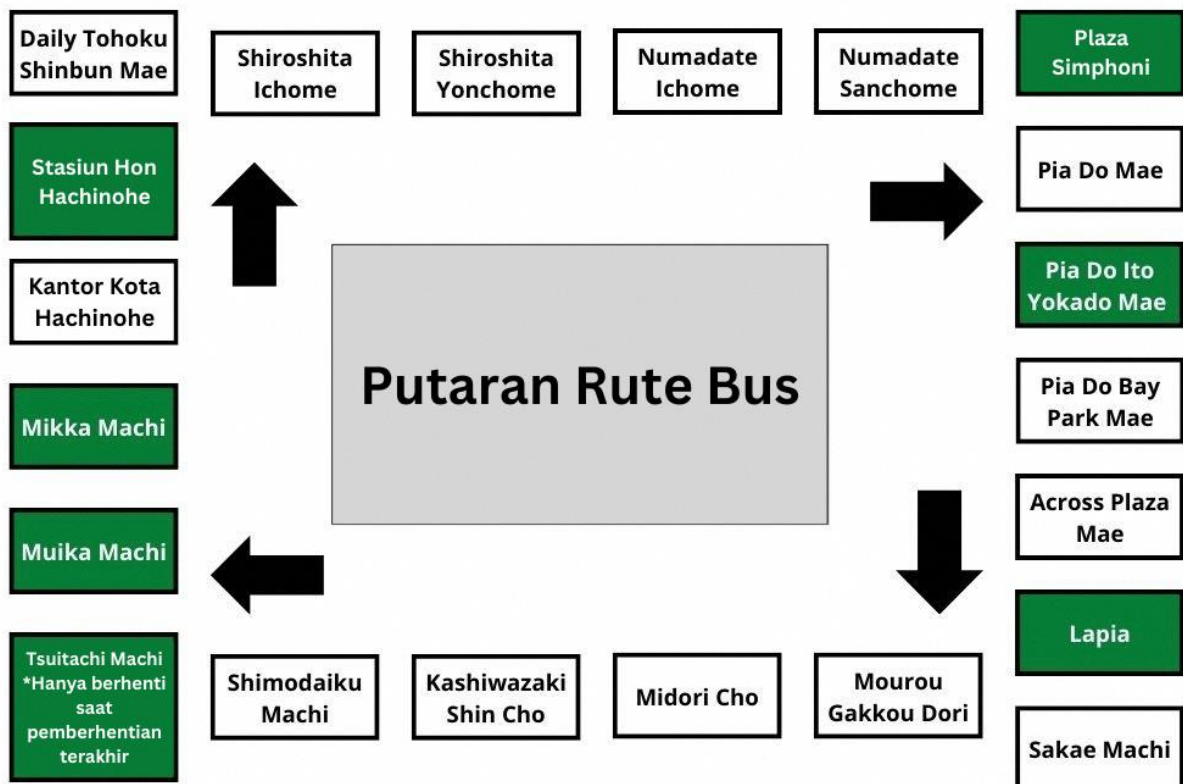 Daily Tohoku
Shinbun Mae
Shiroshita
Ichome
Shiroshita
Yonchome
Numadate
Ichome
Numadate
Sanchome
Plaza
Simphoni
Stasiun Hon
Hachinohe
Pia Do Mae
Kantor Kota
Hachinohe
Pia Do Ito
Yokado Mae
Putaran Rute Bus
Mikka Machi
Pia Do Bay
Park Mae
Muika Machi
Across Plaza
Mae
Lapia
Tsuitachi Machi
*Hanya berhenti
saat
pemberhentian
terakhir
Shimodaiku
Machi
Kashiwazaki
Shin Cho
Midori Cho
Mourou
Gakkou Dori
Sakae Machi